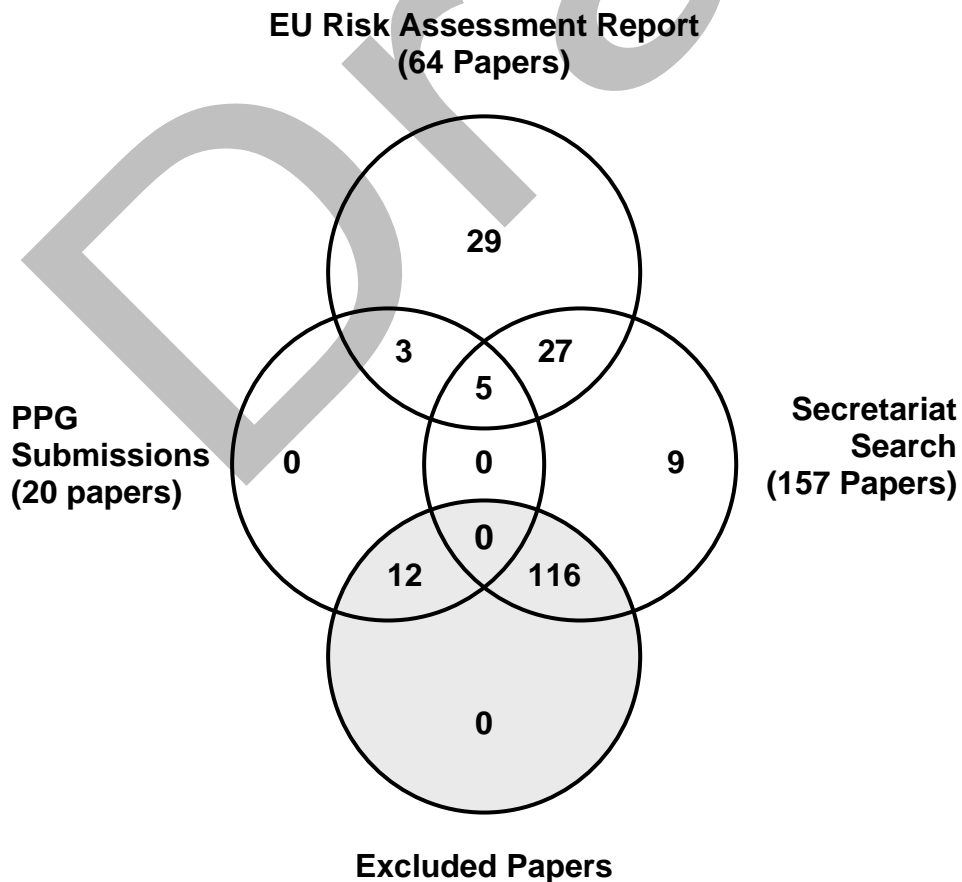 EU Risk Assessment Report
(64 Papers)
29
3
27
5
PPG
Submissions
(20 papers)
0
0
9
Secretariat
Search
(157 Papers)
0
12
116
0
Excluded Papers